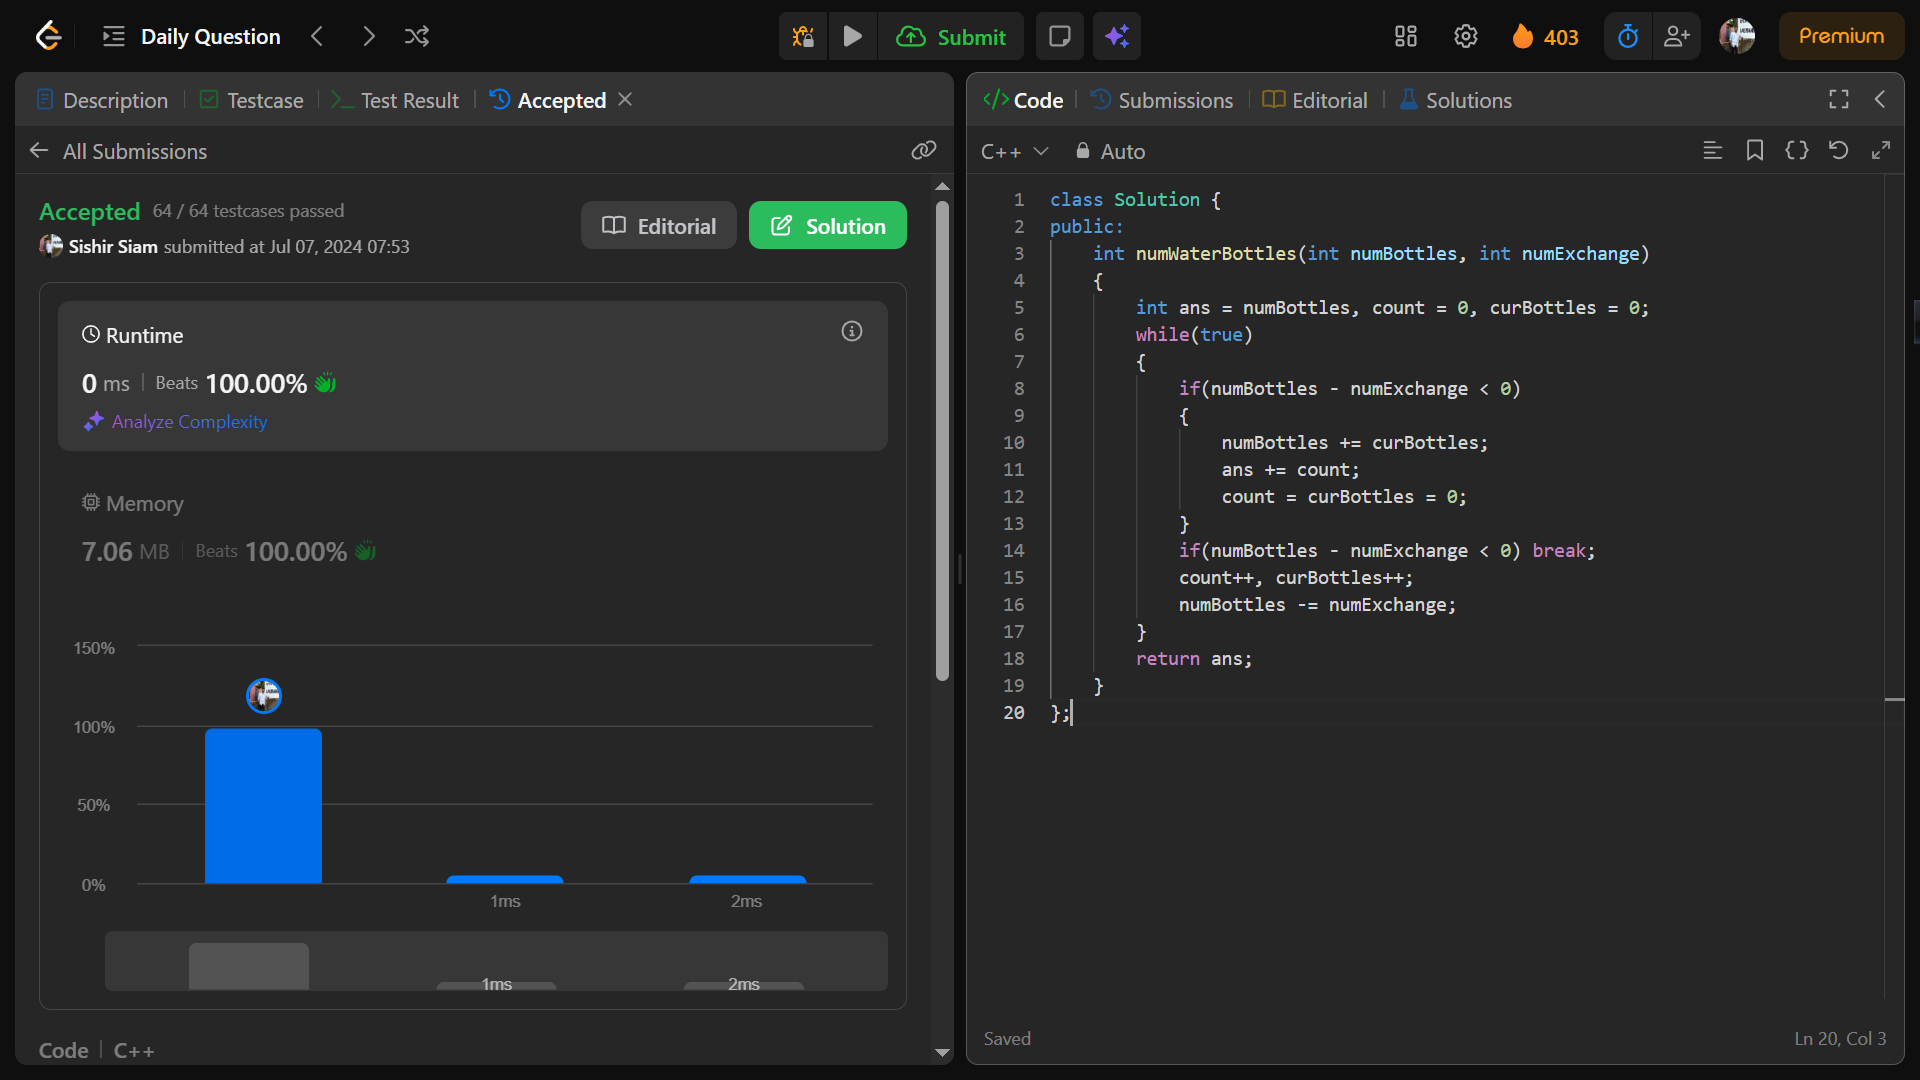 Daily Question
Submit
403
Premium
Description
Testcase
Test Result
Accepted
All Submissions
Accepted 64 / 64 testcases passed
Sishir Siam submitted at Jul 07, 2024 07:53
Editorial
Solution
Runtime
0 ms Beats 100.00%
Analyze Complexity
Memory
7.06 MB Beats 100.00%
150%
100%
50%
0%
1ms
2ms
1ms
2ms
Code C++
</> Code
Submissions
Editorial
Solutions
C++
Auto
1 class Solution {
2 public:
3 int numWaterBottles(int numBottles, int numExchange)
4 {
5 int ans = numBottles, count = 0, curBottles = 0;
6 while(true)
7 {
8 if(numBottles - numExchange < 0)
9 {
10 numBottles += curBottles;
11 ans += count;
12 count = curBottles = 0;
13 }
14 if(numBottles - numExchange < 0) break;
15 count++, curBottles++;
16 numBottles -= numExchange;
17 }
18 return ans;
19 }
20 };
Saved
Ln 20, Col 3